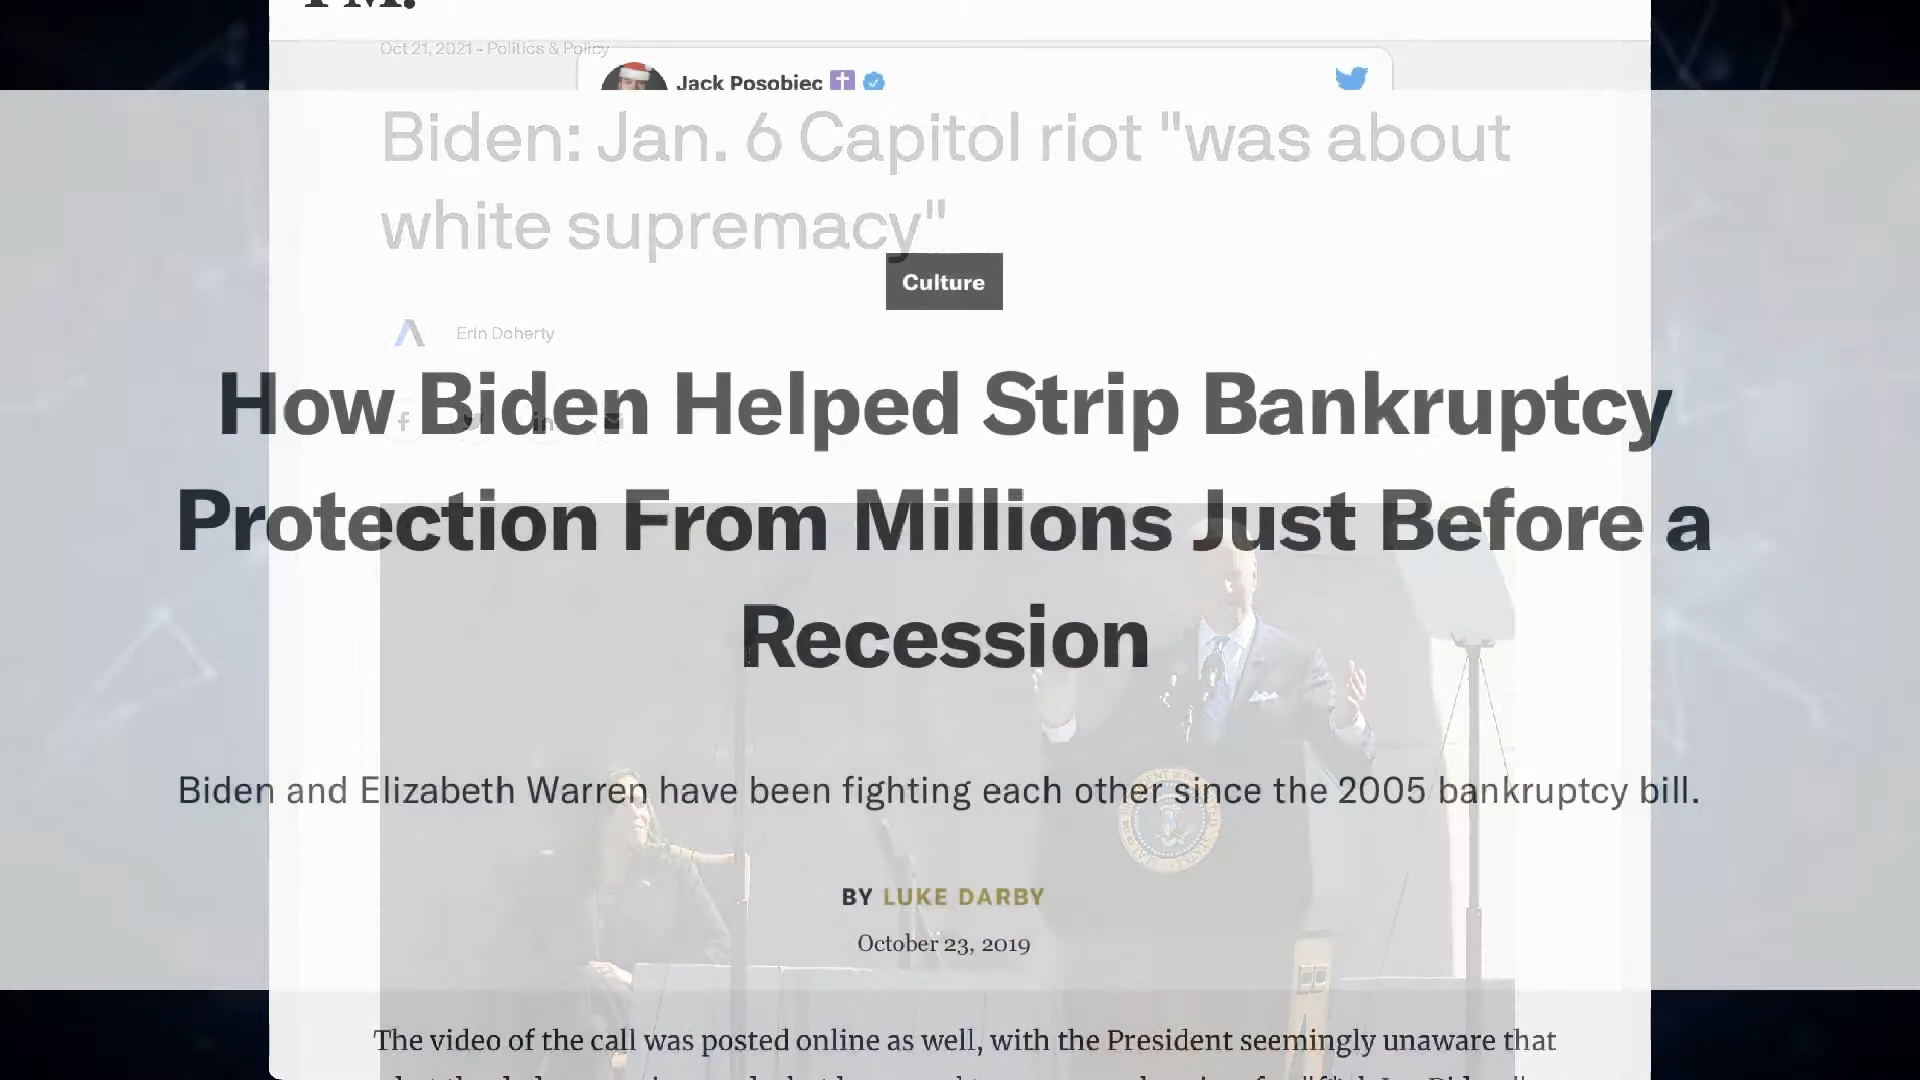 Oct 21, 2021 - Politics & Policy
Jack Posobiec
Biden: Jan. 6 Capitol riot "was about
white supremacy"
Culture
Erin Doherty
How Biden Helped Strip Bankruptcy
Protection From Millions Just Before a
Recession
Biden and Elizabeth Warren have been fighting each other since the 2005 bankruptcy bill.
BY LUKE DARBY
October 23, 2019
The video of the call was posted online as well, with the President seemingly unaware that